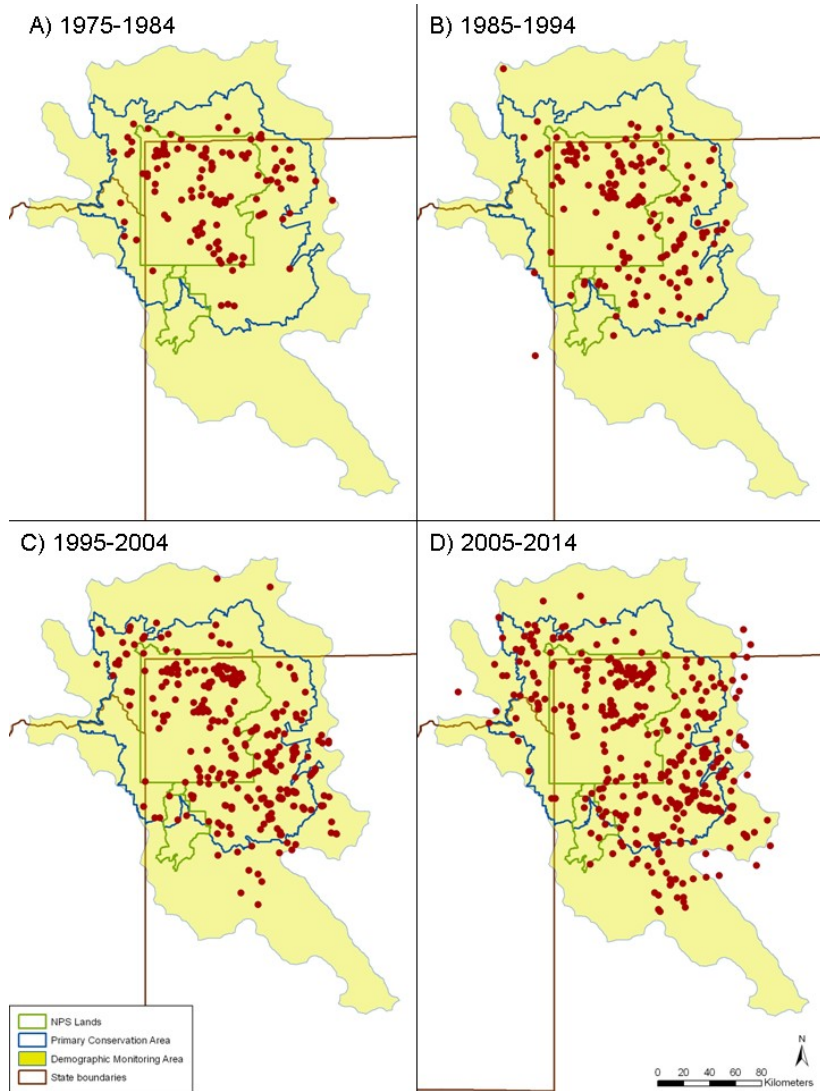 A) 1975-1984
B) 1985-1994
C) 1995-2004
D) 2005-2014
NPS Lands
Primary Conservation Area
Demographic Monitoring Area
State boundaries
N
0 20 40 60 80
Kilometers